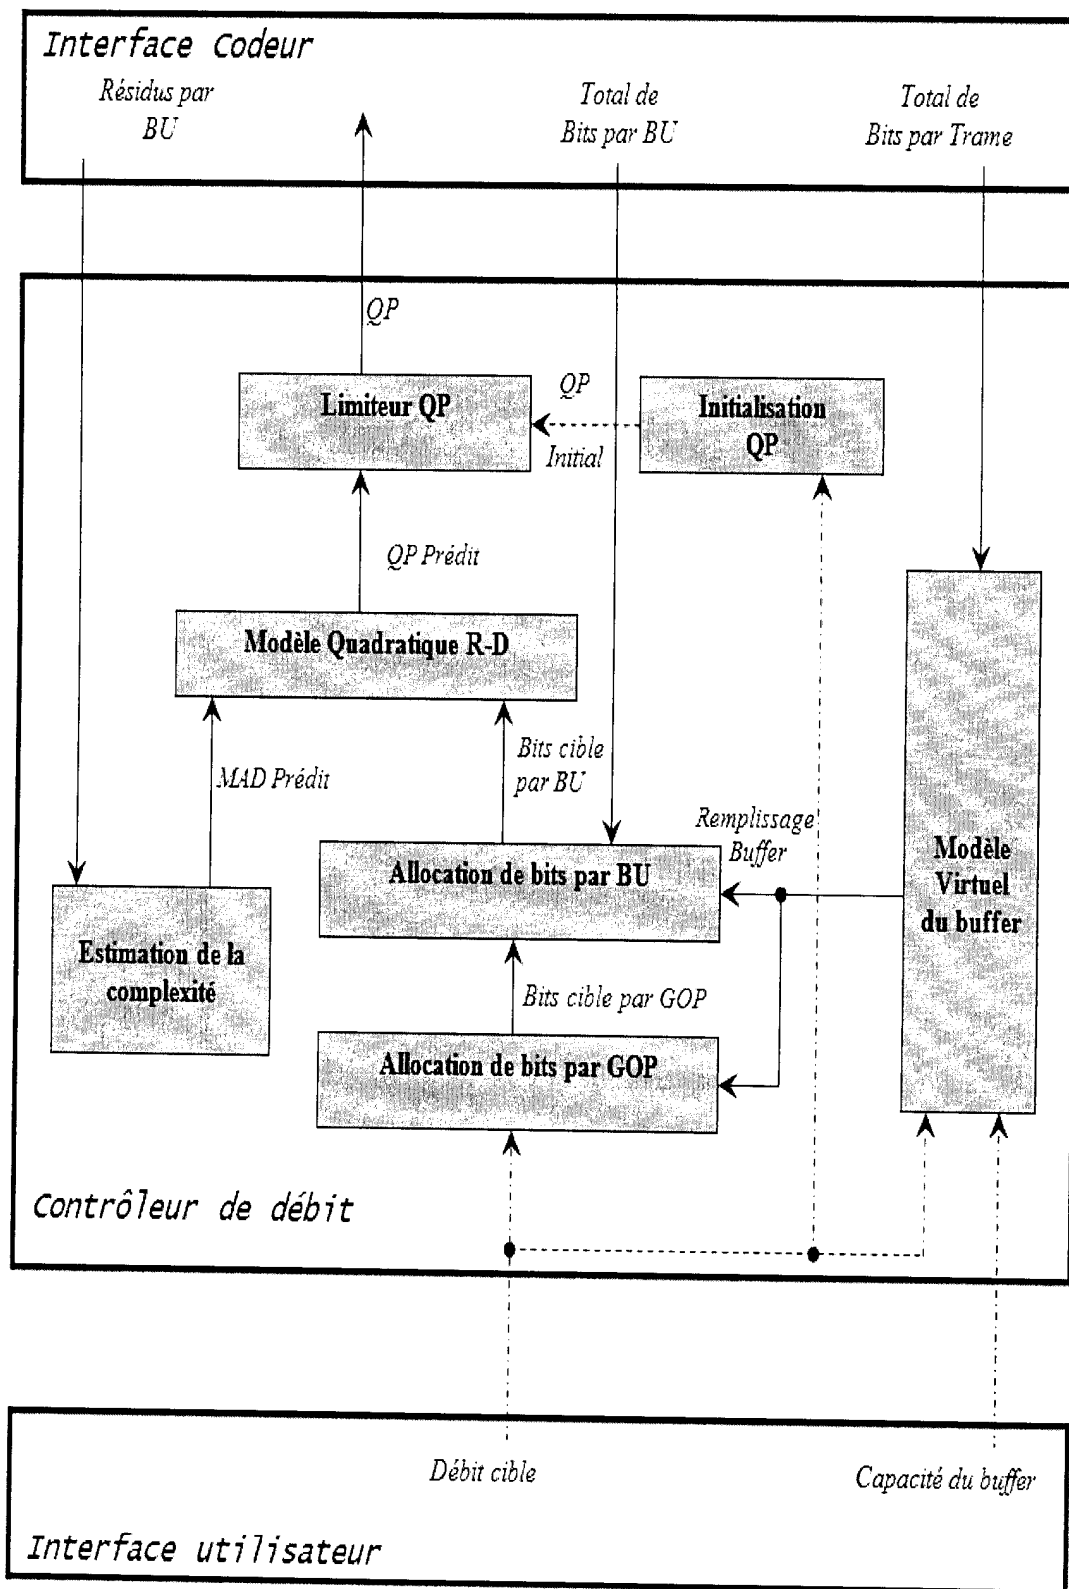 Interface Codeur
Résidus par
BU
Total de
Bits par BU
Total de
Bits par Trame
QP
Limiteur QP
QP
Initial
Initialisation
QP
QP Prédit
Modèle Quadratique R-D
MAD Prédit
Bits cible
par BU
Remplissage
Buffer
Allocation de bits par BU
Modèle
Virtuel
du buffer
Estimation de la
complexité
Bits cible par GOP
Allocation de bits par GOP
Contrôleur de débit
Débit cible
Capacité du buffer
Interface utilisateur